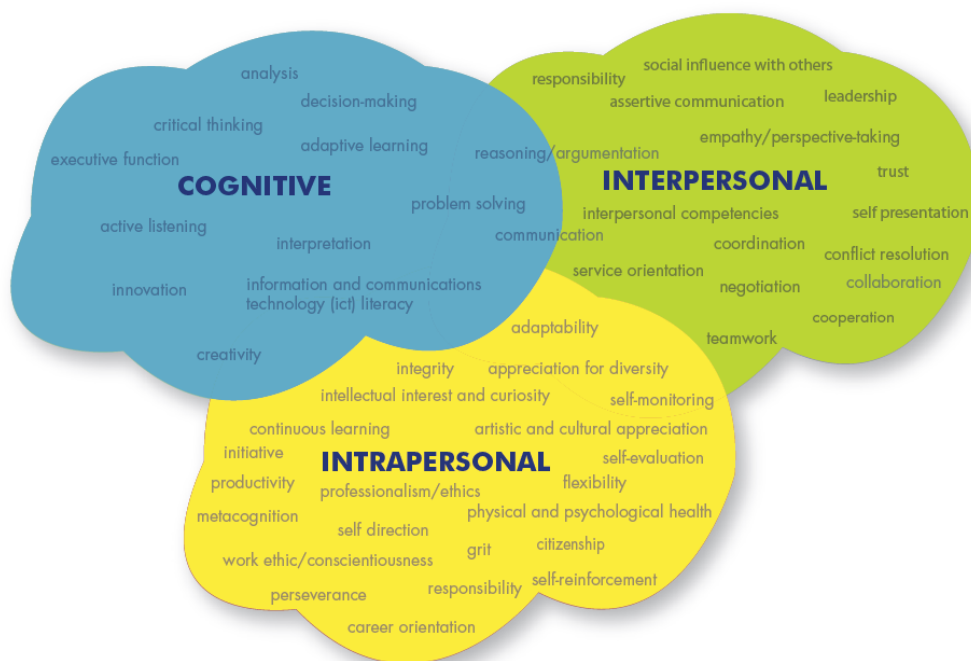 analysis
decision-making
critical thinking
adaptive learning
executive function
COGNITIVE
problem solving
active listening
interpretation
innovation
information and communications
technology (ict) literacy
creativity
reasoning/argumentation
communication
social influence with others
responsibility
leadership
assertive communication
empathy/perspective-taking
trust
INTERPERSONAL
interpersonal competencies
self presentation
coordination
conflict resolution
service orientation
collaboration
negotiation
cooperation
teamwork
adaptability
integrity
appreciation for diversity
intellectual interest and curiosity
self-monitoring
continuous learning
artistic and cultural appreciation
initiative
INTRAPERSONAL
self-evaluation
productivity
professionalism/ethics
flexibility
metacognition
physical and psychological health
self direction
grit
citizenship
work ethic/conscientiousness
self-reinforcement
perseverance
responsibility
career orientation